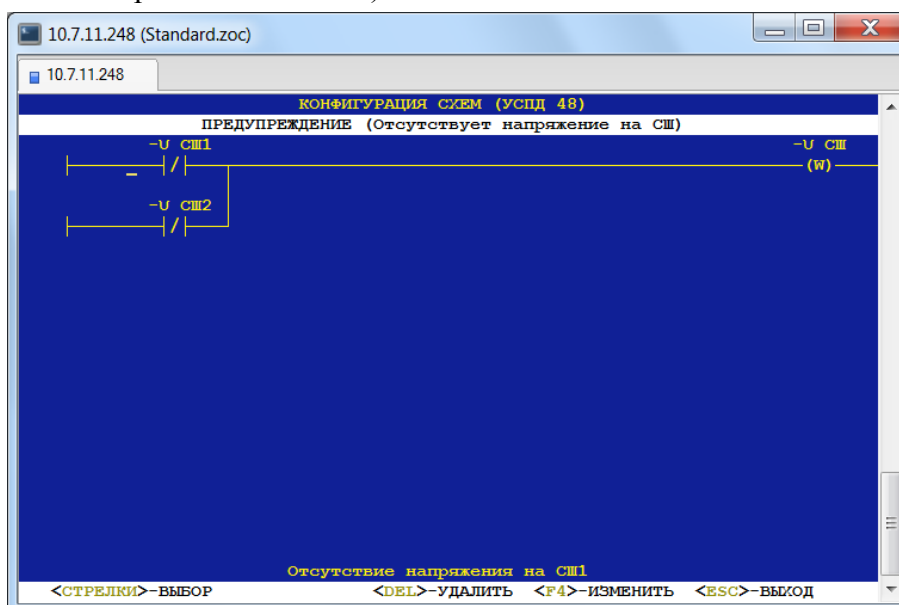 10.7.11.248 (Standard.zoc)
10.7.11.248
КОНФИГУРАЦИЯ СХЕМ (УСПД 48)
ПРЕДУПРЕЖДЕНИЕ (Отсутствует напряжение на СШ)
-U СШ1 -U СШ
/ (W)
-U СШ2
/
Отсутствие напряжения на СШ1
<СТРЕЛКИ>-ВЫБОР <DEL>-УДАЛИТЬ <F4>-ИЗМЕНИТЬ <ESC>-ВЫХОД